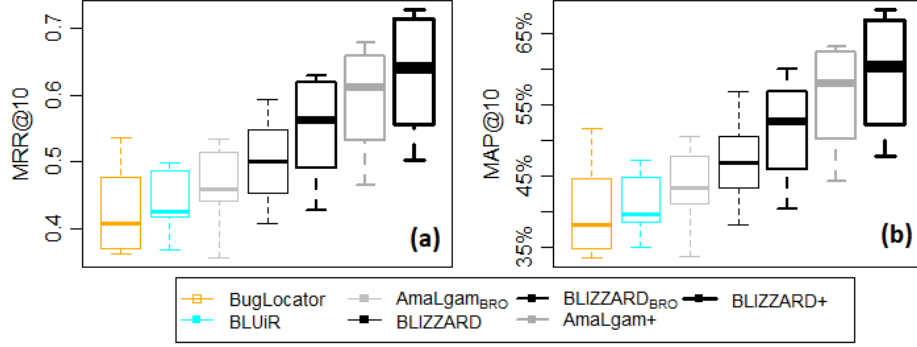 MRR@10
0.7
0.6
0.5
0.4
(a)
MAP@10
65%
55%
45%
35%
(b)
BugLocator
AmaLgamBRO
BLIZZARDBRO
BLIZZARD+
BLUiR
BLIZZARD
AmaLgam+